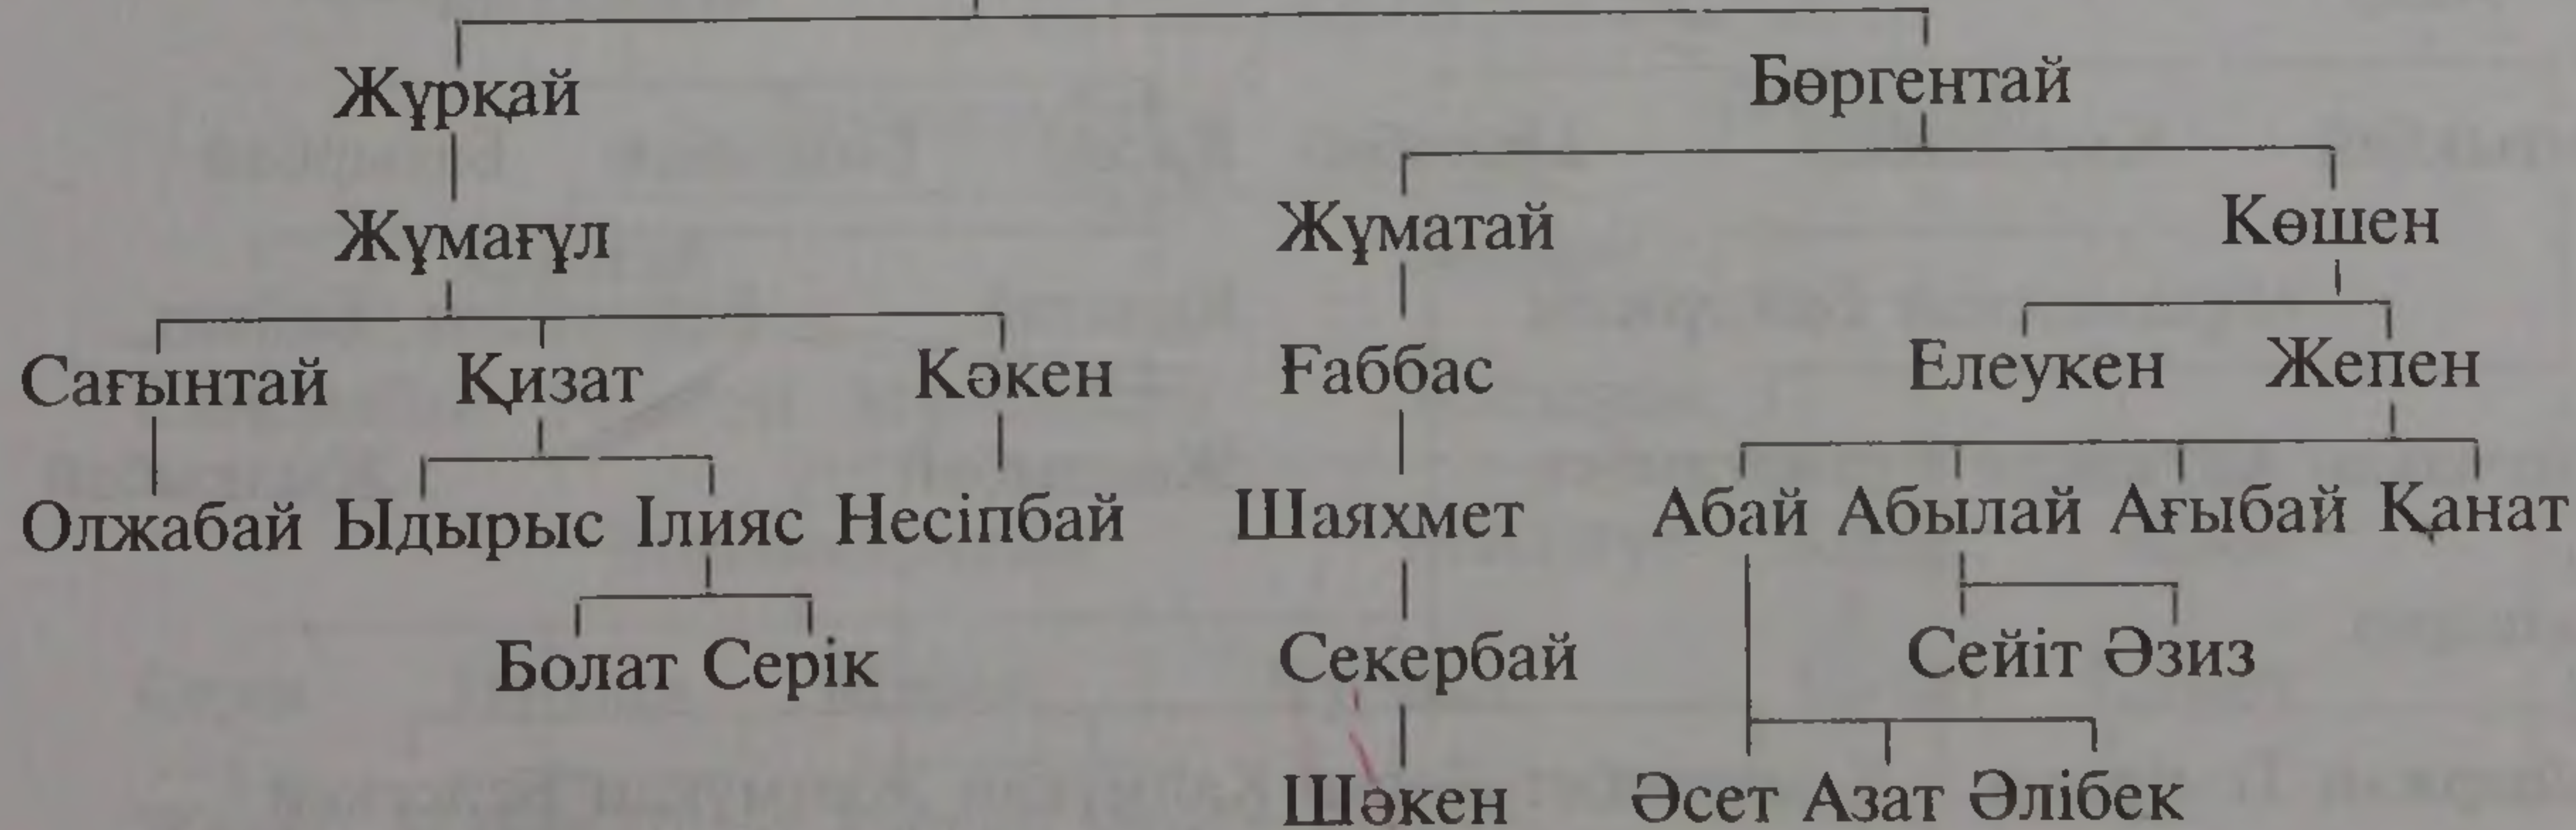 Жұрқай Бөргентай
Жұмағұл Жұматай Көшен
Сағынтай Қизат Кәкен Ғаббас Елеукен Жепен
Олжабай Ыдырыс Ілияс Несіпбай Шаяхмет Абай Абылай Ағыбай Қанат
Болат Серік Секербай Сейіт Әзиз
Шәкен Әсет Азат Әлібек